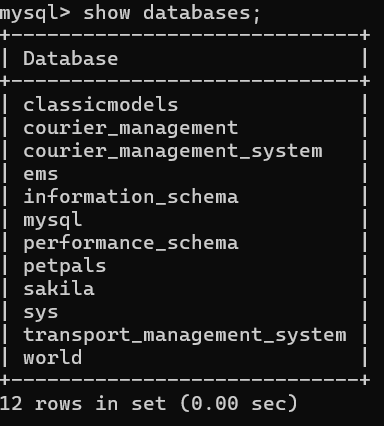 mysql> show databases;
+-----------------------------+
| Database                    |
+-----------------------------+
| classicmodels               |
| courier_management          |
| courier_management_system   |
| ems                         |
| information_schema          |
| mysql                       |
| performance_schema          |
| petpals                     |
| sakila                      |
| sys                         |
| transport_management_system |
| world                       |
+-----------------------------+
12 rows in set (0.00 sec)